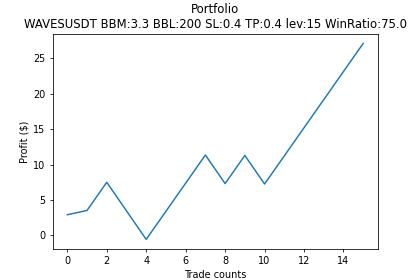 Portfolio
WAVESUSDT BBM:3.3 BBL:200 SL:0.4 TP:0.4 lev:15 WinRatio:75.0
25
20
15
10
5
0
Profit ($)
0 2 4 6 8 10 12 14
Trade counts